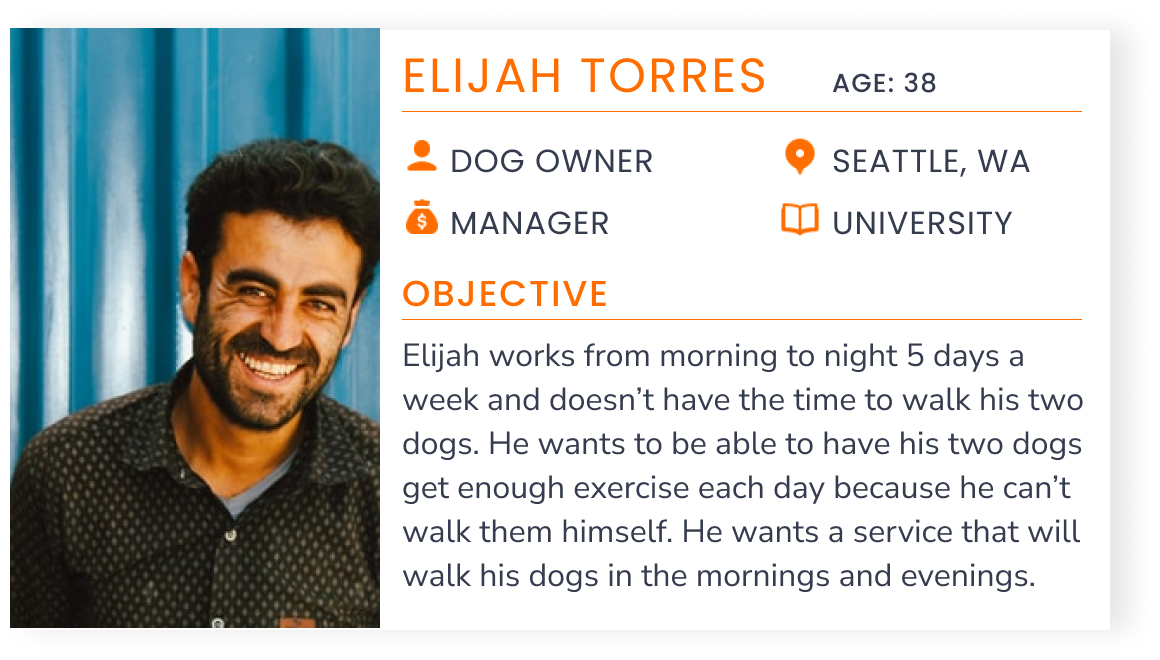 ELIJAH TORRES AGE: 38
DOG OWNER SEATTLE, WA
$ MANAGER UNIVERSITY
OBJECTIVE
Elijah works from morning to night 5 days a
week and doesn’t have the time to walk his two
dogs. He wants to be able to have his two dogs
get enough exercise each day because he can’t
walk them himself. He wants a service that will
walk his dogs in the mornings and evenings.